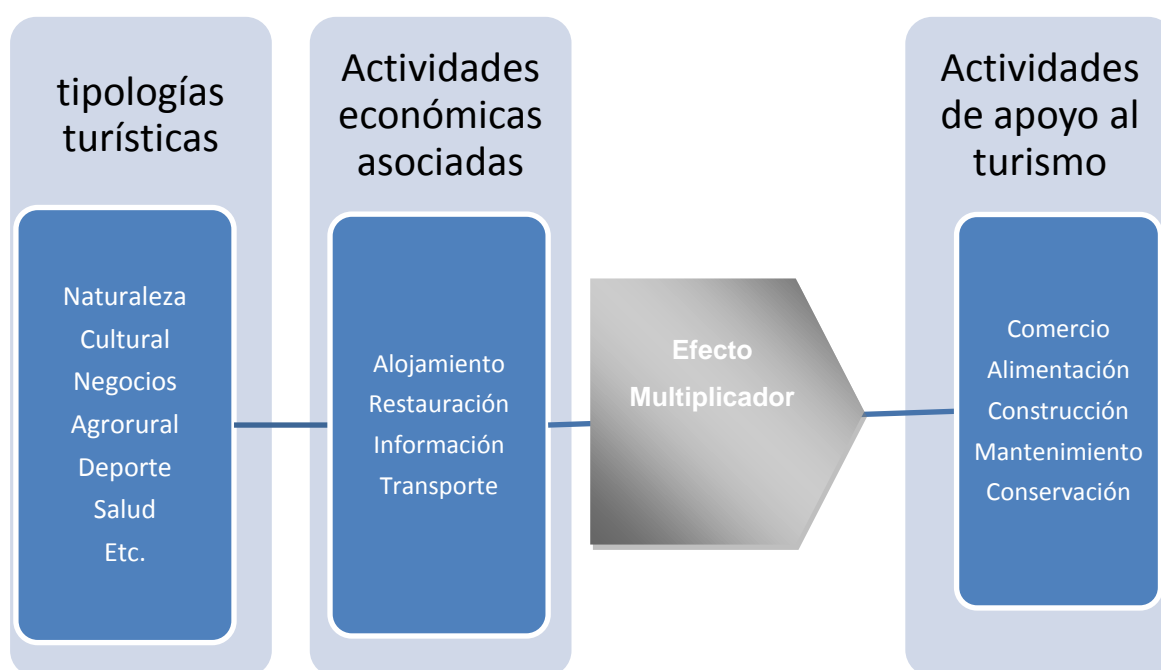 tipologías
turísticas
Naturaleza
Cultural
Negocios
Agrorural
Deporte
Salud
Etc.
Actividades
económicas
asociadas
Alojamiento
Restauración
Información
Transporte
Efecto
Multiplicador
Actividades
de apoyo al
turismo
Comercio
Alimentación
Construcción
Mantenimiento
Conservación